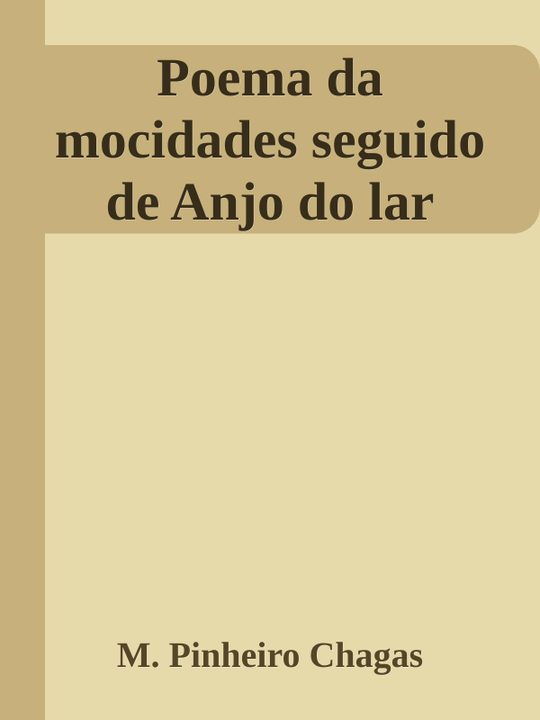 Poema da
mocidades seguido
de Anjo do lar
M. Pinheiro Chagas